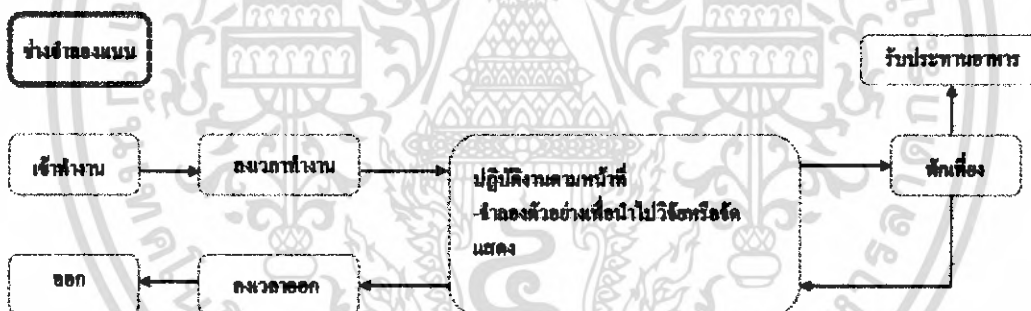 ช่างจำลองแบบ
รับประทานอาหาร
เข้าทำงาน
ลงเวลาทำงาน
ปฏิบัติงานตามหน้าที่
-จำลองตัวอย่างเพื่อนำไปวิจัยหรือจัด
แสดง
พักเที่ยง
ออก
ลงเวลาออก